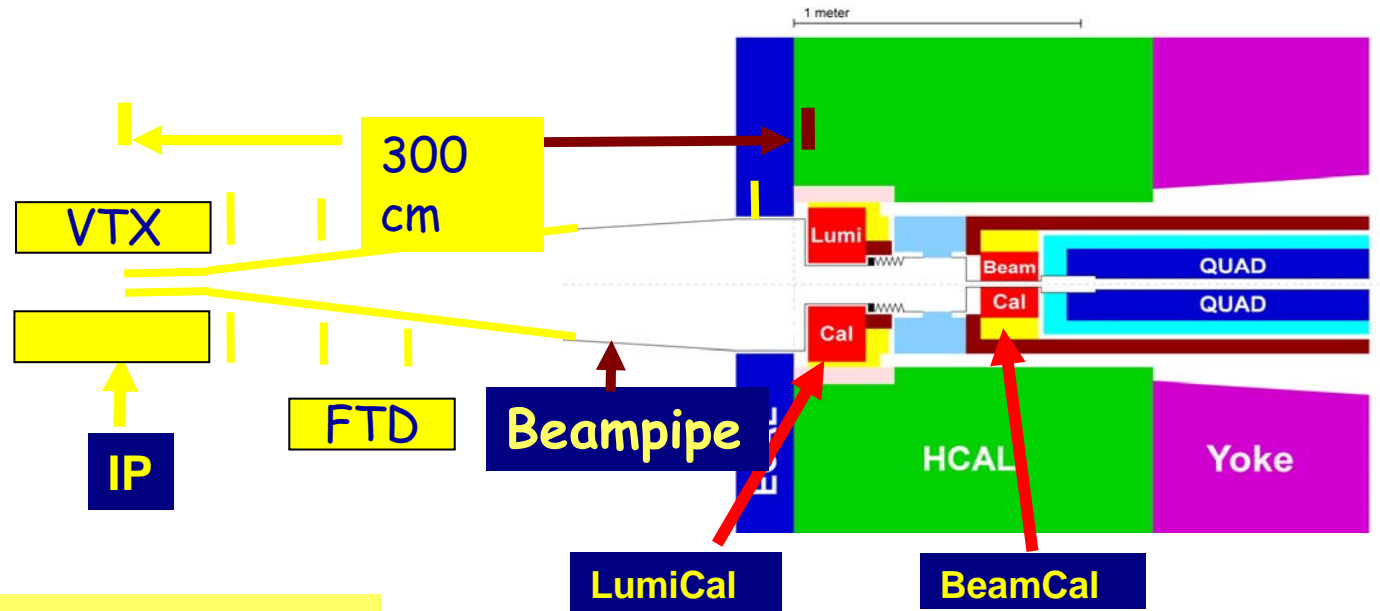 1 meter
300
cm
VTX
Lumi
Beam
QUAD
Cal
Cal
QUAD
FTD
Beampipe
HCAL
Yoke
IP
LumiCal
BeamCal